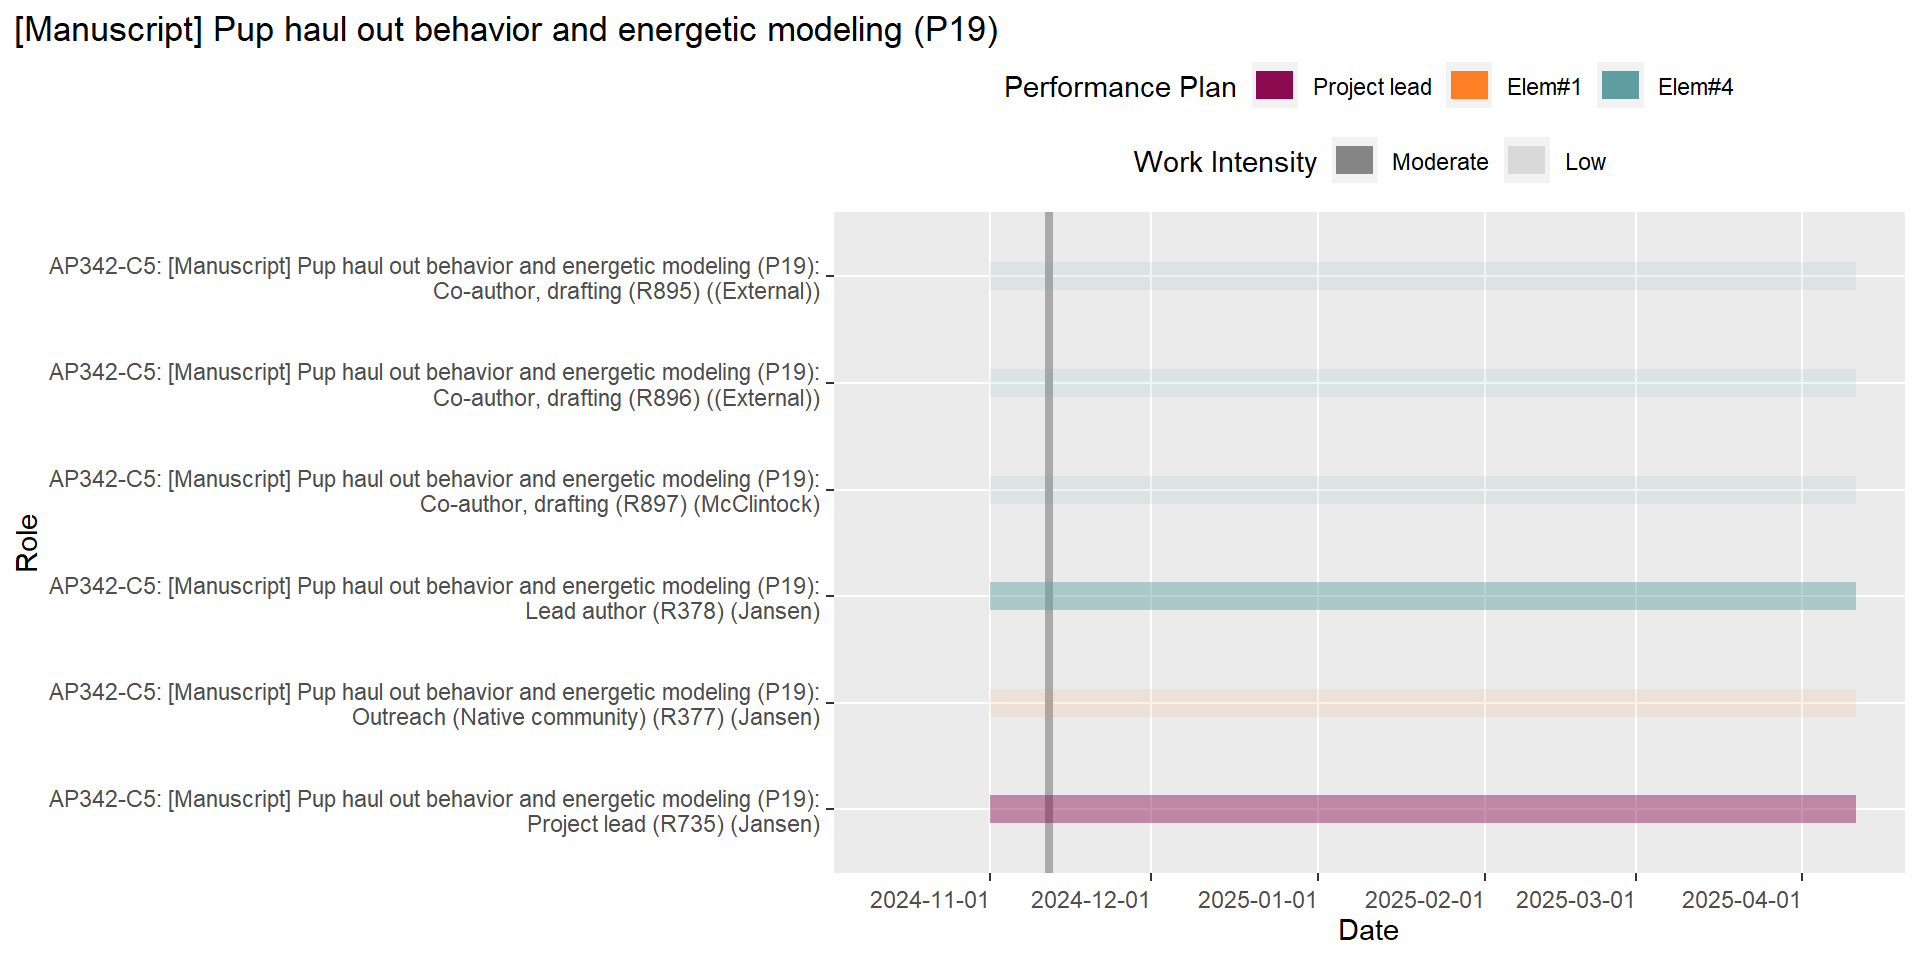 [Manuscript] Pup haul out behavior and energetic modeling (P19)
Performance Plan Project lead Elem#1 Elem#4
Work Intensity Moderate Low
AP342-C5: [Manuscript] Pup haul out behavior and energetic modeling (P19):
Co-author, drafting (R895) ((External))
AP342-C5: [Manuscript] Pup haul out behavior and energetic modeling (P19):
Co-author, drafting (R896) ((External))
AP342-C5: [Manuscript] Pup haul out behavior and energetic modeling (P19):
Co-author, drafting (R897) (McClintock)
Role
AP342-C5: [Manuscript] Pup haul out behavior and energetic modeling (P19):
Lead author (R378) (Jansen)
AP342-C5: [Manuscript] Pup haul out behavior and energetic modeling (P19):
Outreach (Native community) (R377) (Jansen)
AP342-C5: [Manuscript] Pup haul out behavior and energetic modeling (P19):
Project lead (R735) (Jansen)
2024-11-01 2024-12-01 2025-01-01 2025-02-01 2025-03-01 2025-04-01
Date